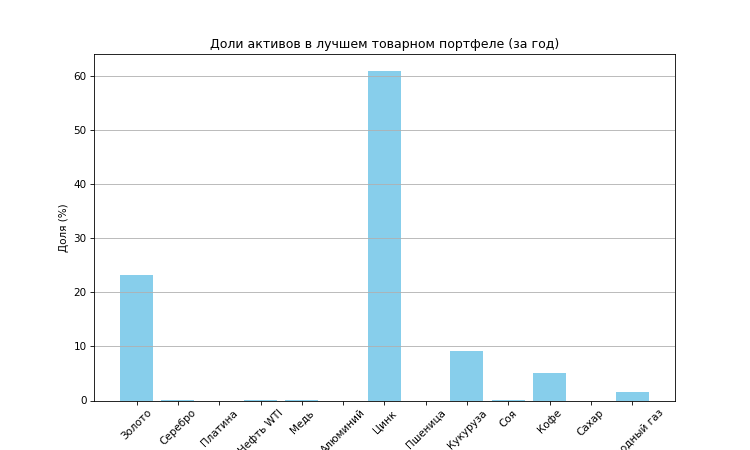 Доли активов в лучшем товарном портфеле (за год)
Доля (%)
60
50
40
30
20
10
0
Золото
Серебро
Платина
Нефть WTI
Медь
Алюминий
Цинк
Пшеница
Кукуруза
Соя
Кофе
Сахар
одный газ